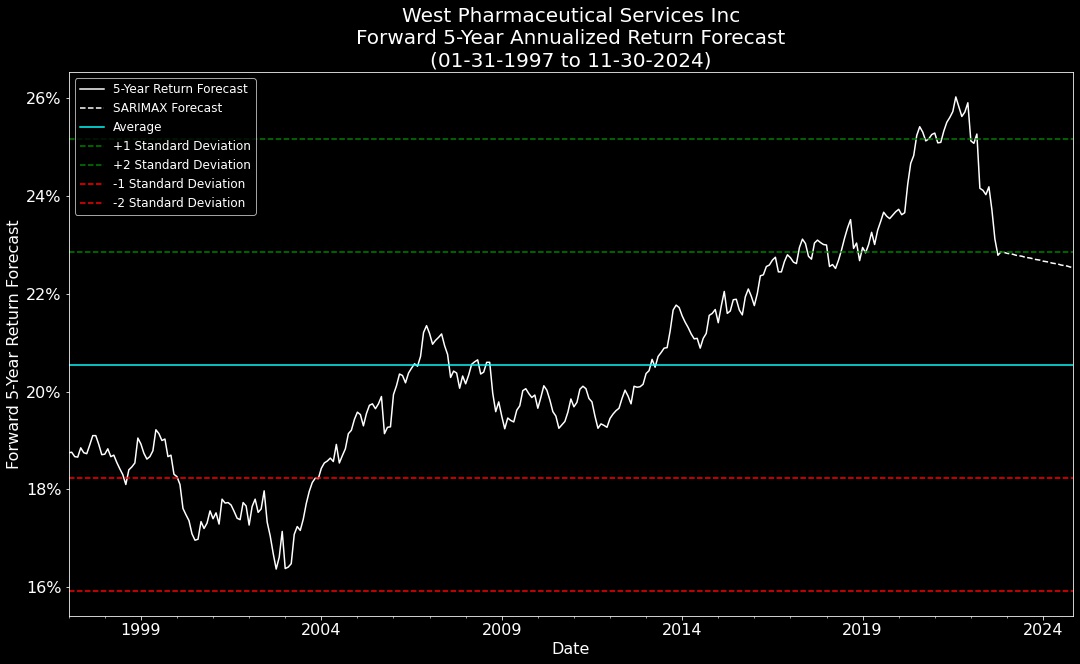 West Pharmaceutical Services Inc
Forward 5-Year Annualized Return Forecast
(01-31-1997 to 11-30-2024)
5-Year Return Forecast
SARIMAX Forecast
Average
+1 Standard Deviation
+2 Standard Deviation
-1 Standard Deviation
-2 Standard Deviation
Forward 5-Year Return Forecast
26%
24%
22%
20%
18%
16%
1999 2004 2009 2014 2019 2024
Date